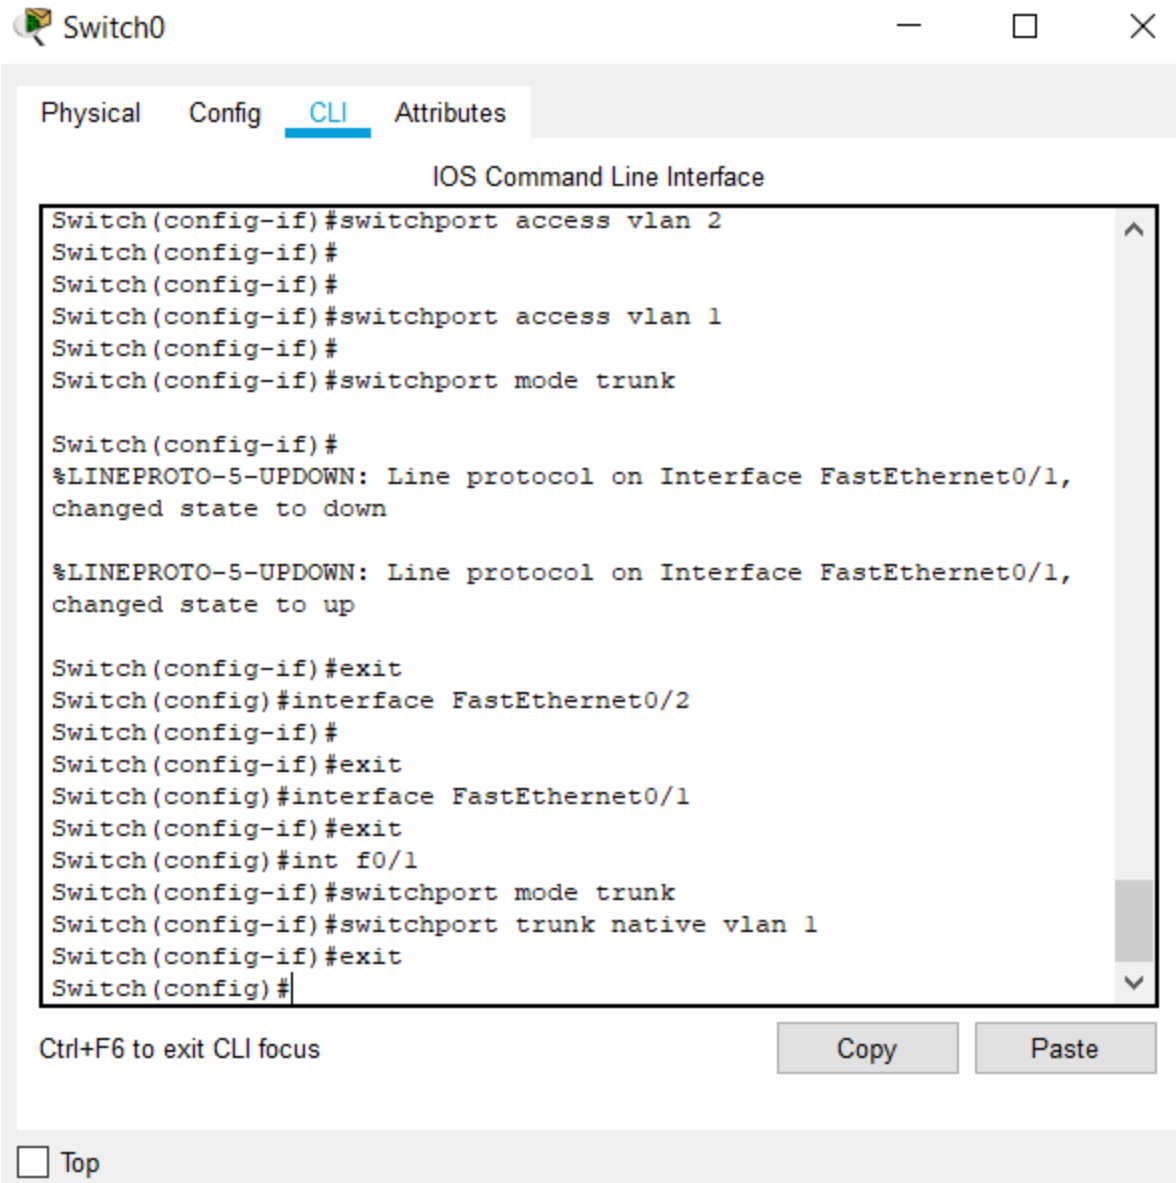 Switch0
Physical Config CLI Attributes
IOS Command Line Interface
Switch(config-if)#switchport access vlan 2
Switch(config-if)#
Switch(config-if)#
Switch(config-if)#switchport access vlan 1
Switch(config-if)#
Switch(config-if)#switchport mode trunk
Switch(config-if)#
%LINEPROTO-5-UPDOWN: Line protocol on Interface FastEthernet0/1,
changed state to down
%LINEPROTO-5-UPDOWN: Line protocol on Interface FastEthernet0/1,
changed state to up
Switch(config-if)#exit
Switch(config)#interface FastEthernet0/2
Switch(config-if)#
Switch(config-if)#exit
Switch(config)#interface FastEthernet0/1
Switch(config-if)#exit
Switch(config)#int f0/1
Switch(config-if)#switchport mode trunk
Switch(config-if)#switchport trunk native vlan 1
Switch(config-if)#exit
Switch(config)#
Ctrl+F6 to exit CLI focus
Copy Paste
Top